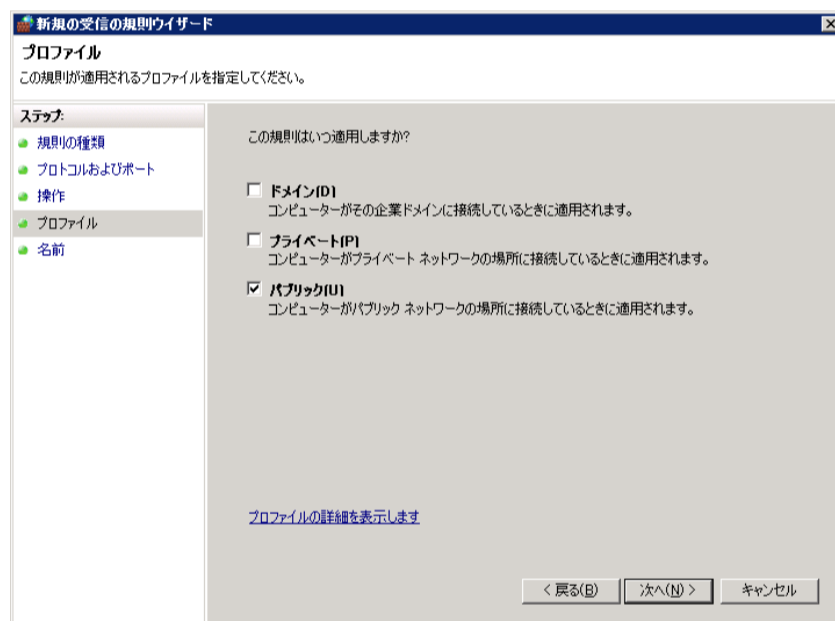 新規の受信の規則ウィザード
プロファイル
この規則が適用されるプロファイルを指定してください。
ステップ:
規則の種類
プロトコルおよびポート
操作
プロファイル
名前
この規則はいつ適用しますか?
ドメイン(D)
コンピューターがその企業ドメインに接続しているときに適用されます。
プライベート(P)
コンピューターがプライベート ネットワークの場所に接続しているときに適用されます。
パブリック(U)
コンピューターがパブリック ネットワークの場所に接続しているときに適用されます。
プロファイルの詳細を表示します
< 戻る(B)
次へ(N) >
キャンセル